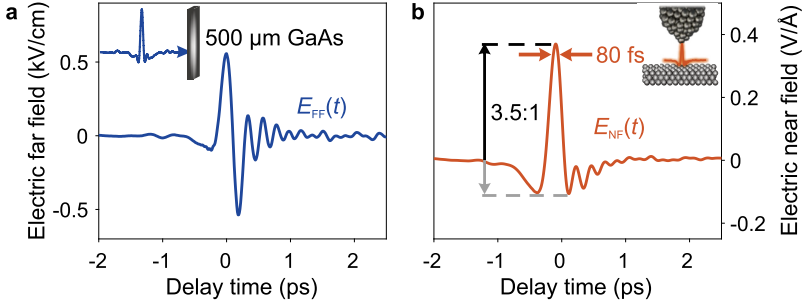 a
500 µm GaAs
Electric far field (kV/cm)
0.5
0
-0.5
E_FF(t)
-2
-1
0
1
2
Delay time (ps)
b
80 fs
3.5:1
E_NF(t)
0.4
0.2
0
-0.2
Electric near field (V/Å)
-2
-1
0
1
2
Delay time (ps)